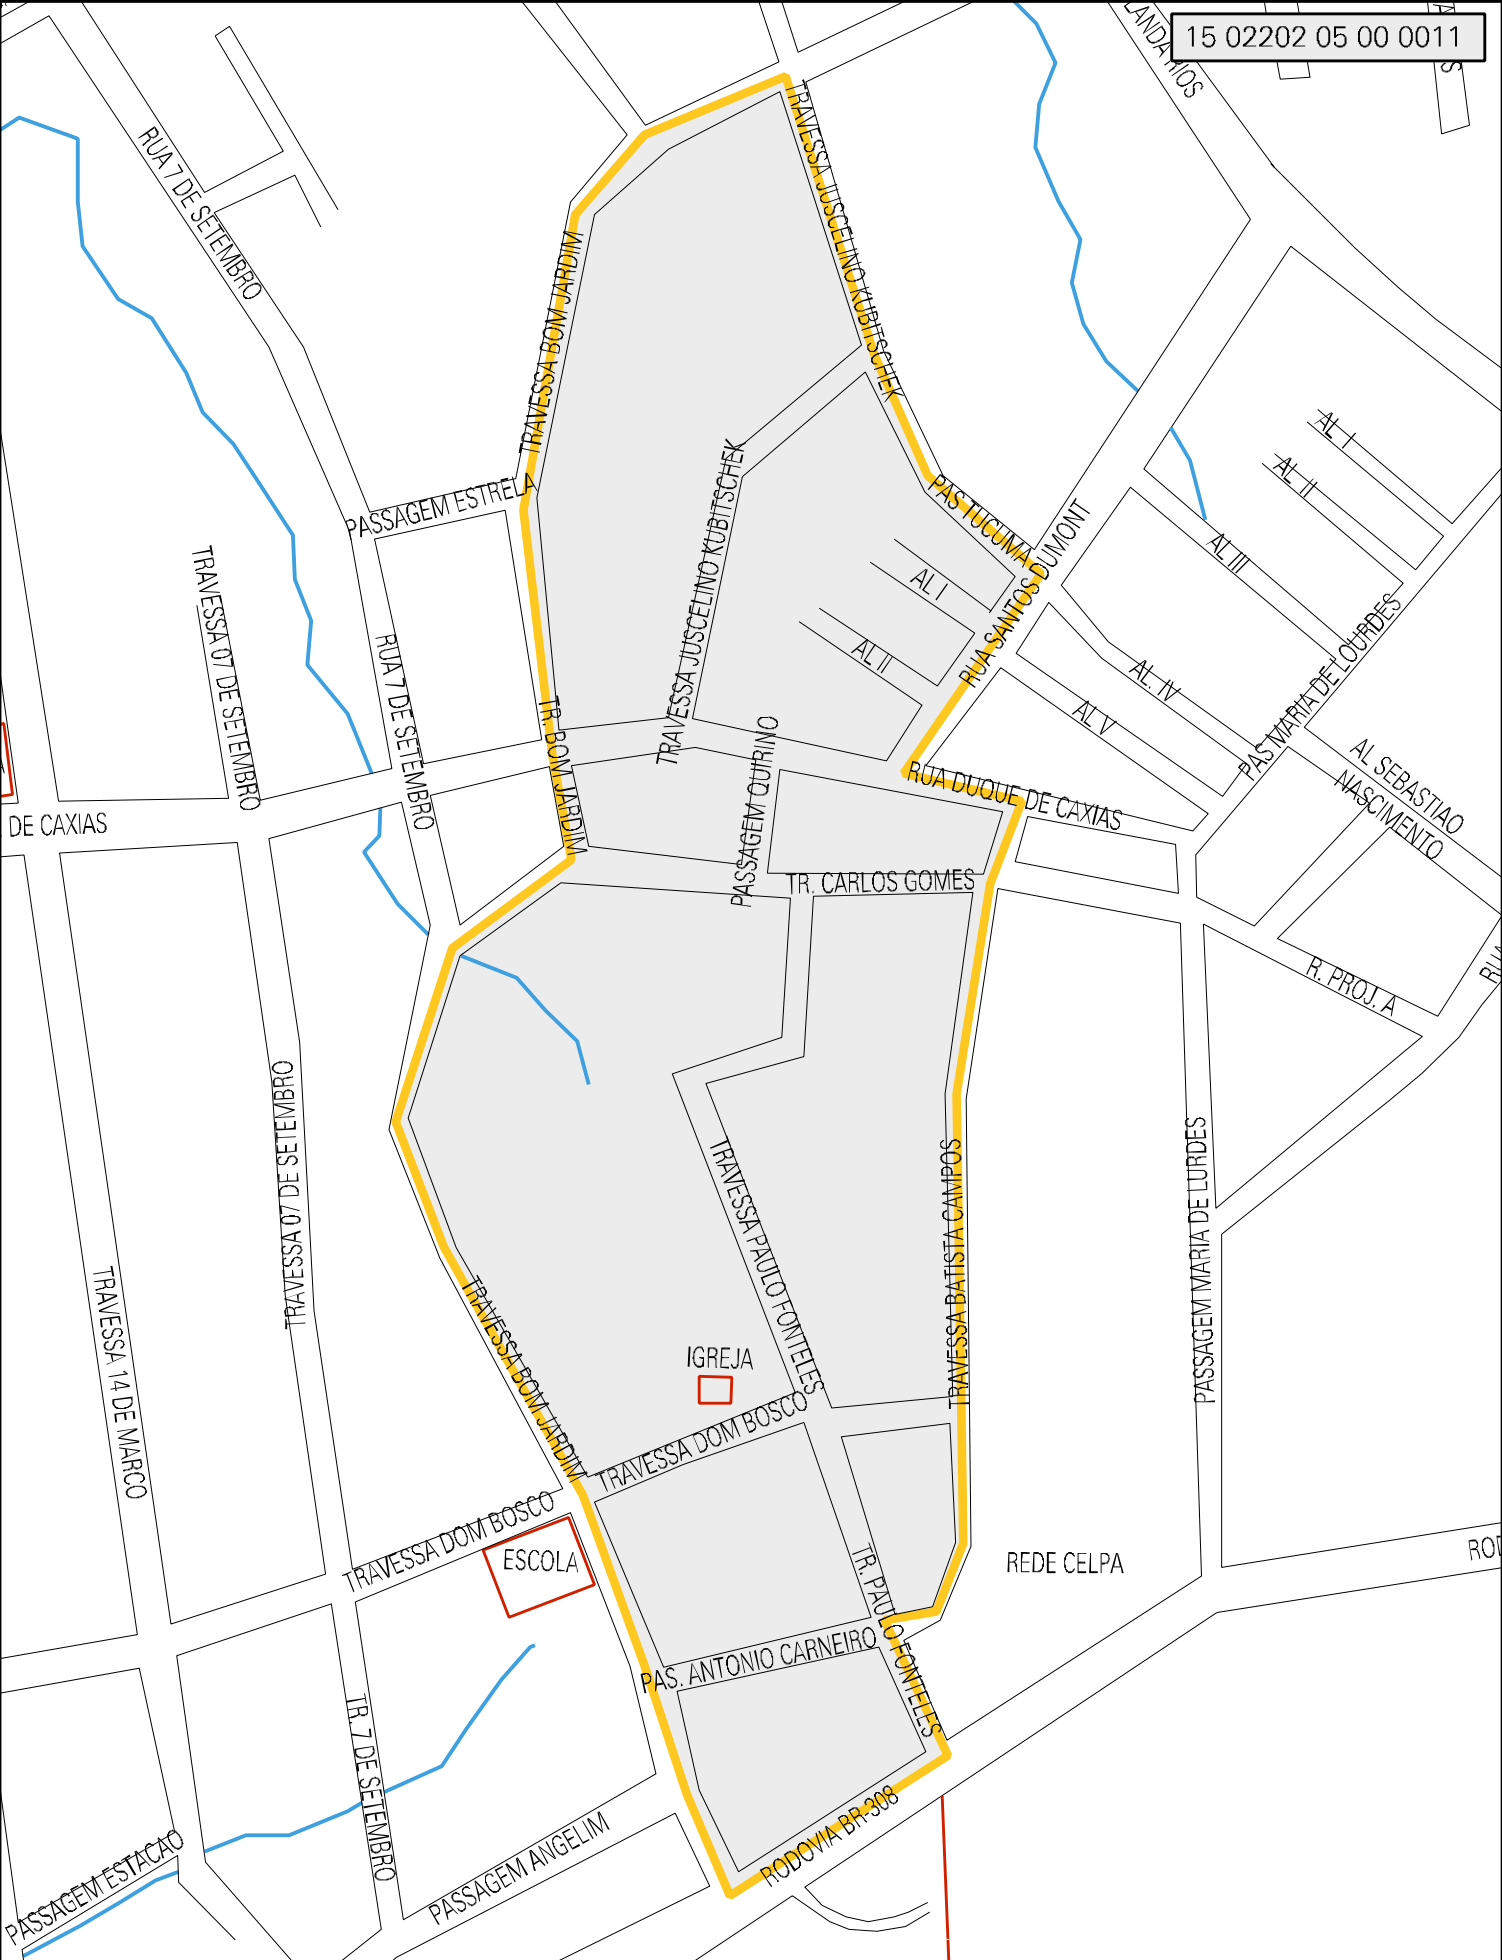 LANDA RIOS
15 02202 05 00 0011
RUA 7 DE SETEMBRO
TRAVESSA JUSCELINO KUBITSCHEK
TRAVESSA BOM JARDIM
PASSAGEM ESTRELA
TRAVESSA JUSCELINO KUBITSCHEK
PAS TUCUMA
RUA SANTOS DUMONT
AL I
AL II
AL III
AL I
AL II
AL. IV
AL V
PAS MARIA DE LOURDES
TRAVESSA 07 DE SETEMBRO
RUA 7 DE SETEMBRO
TR. BOM JARDIM
PASSAGEM QUIRINO
RUA DUQUE DE CAXIAS
AL SEBASTIAO
NASCIMENTO
DE CAXIAS
TR. CARLOS GOMES
R. PROJ. A
RUA
TRAVESSA 07 DE SETEMBRO
TRAVESSA PAULO FONTELES
TRAVESSA BATISTA CAMPOS
PASSAGEM MARIA DE LURDES
TRAVESSA 14 DE MARCO
TRAVESSA BOM JARDIM
IGREJA
TRAVESSA DOM BOSCO
TRAVESSA DOM BOSCO
ESCOLA
REDE CELPA
ROD
TR. PAULO FONTELES
PAS. ANTONIO CARNEIRO
TR. 7 DE SETEMBRO
RODOVIA BR-308
PASSAGEM ANGELIM
PASSAGEM ESTACAO